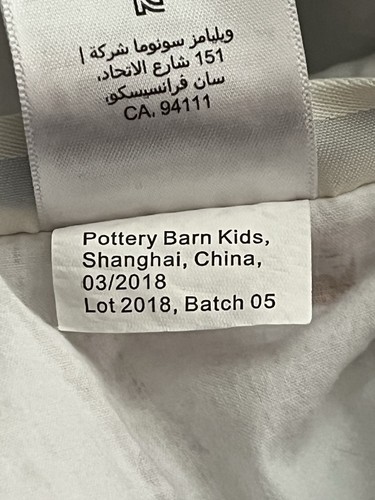 ويليامز سونوما شركة |
151 شارع الاتحاد،
سان فرانسيسكو،
CA، 94111
Pottery Barn Kids,
Shanghai, China,
03/2018
Lot 2018, Batch 05